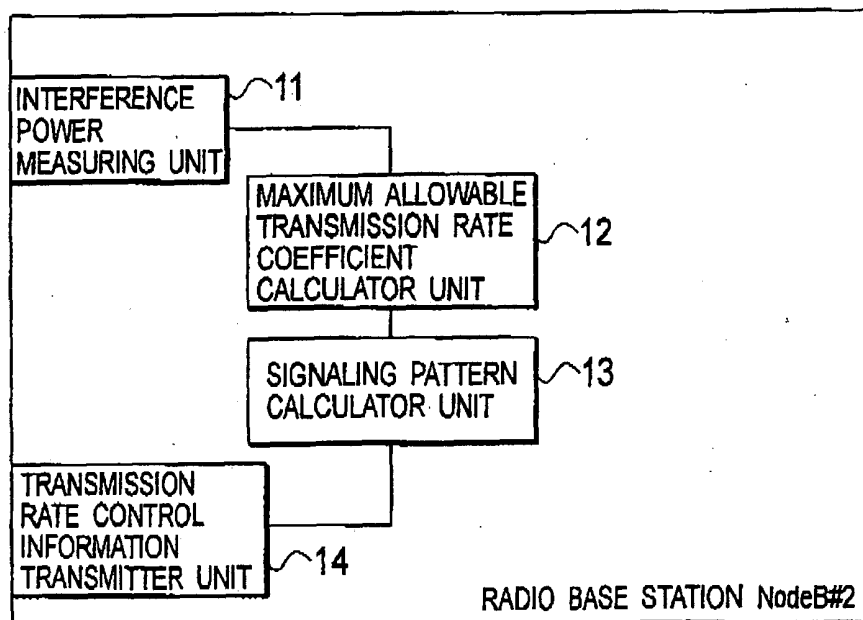 INTERFERENCE
POWER
MEASURING UNIT
11
MAXIMUM ALLOWABLE
TRANSMISSION RATE
COEFFICIENT
CALCULATOR UNIT
12
SIGNALING PATTERN
CALCULATOR UNIT
13
TRANSMISSION
RATE CONTROL
INFORMATION
TRANSMITTER UNIT
14
RADIO BASE STATION NodeB#2